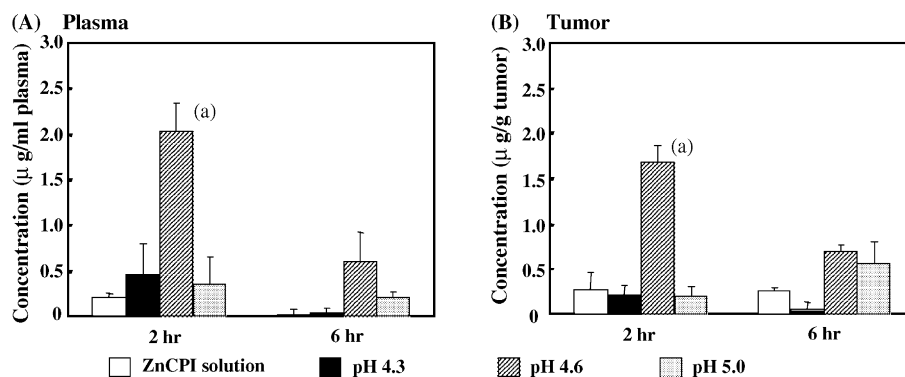 (A) Plasma
Concentration (μ g/ml plasma)
3.0
2.5
2.0
1.5
1.0
0.5
0
(a)
2 hr
6 hr
(B) Tumor
Concentration (μ g/g tumor)
3.0
2.5
2.0
1.5
1.0
0.5
0
(a)
2 hr
6 hr
ZnCPI solution
pH 4.3
pH 4.6
pH 5.0